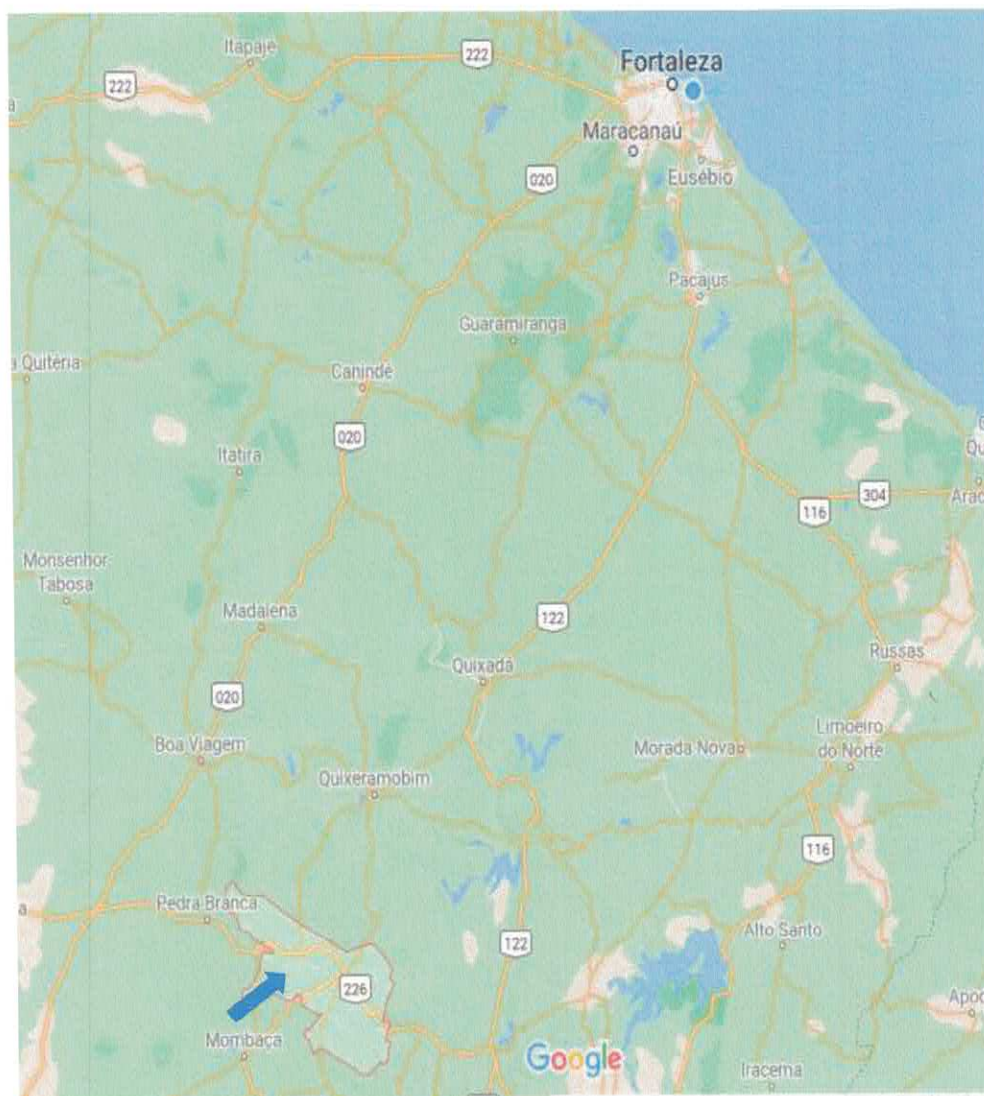 Itapajé
222
Fortaleza
222
Maracanaú
Eusébio
020
Pacajus
Guaramiranga
a Quitéria
Canindé
020
Itatira
304
116
Monsenhor
Tabosa
Madalena
122
Quixadá
Russas
020
Boa Viagem
Morada Nova
Limoeiro
do Norte
Quixeramobim
116
Pedra Branca
122
Alto Santo
226
Mombaça
Google
Iracema